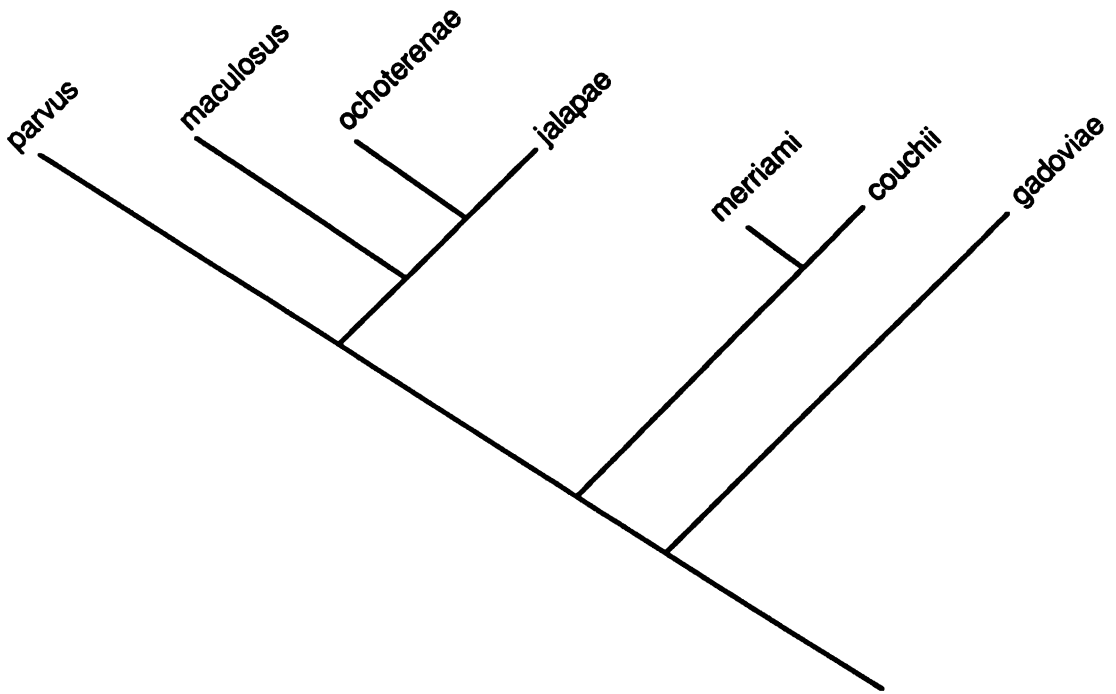 parvus
maculosus
ochoterenae
jalapae
merriami
couchii
gadoviae